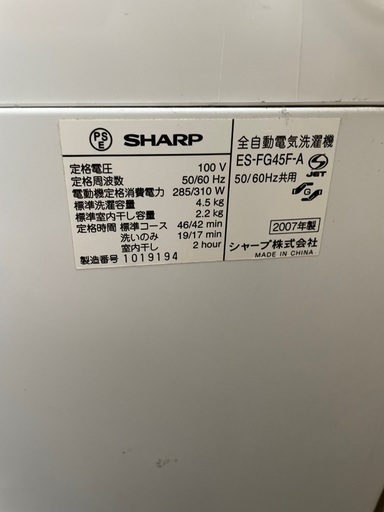 PS
E
SHARP
定格電圧 100 V
定格周波数 50/60 Hz
電動機定格消費電力 285/310 W
標準洗濯容量 4.5 kg
標準室内干し容量 2.2 kg
定格時間 標準コース 46/42 min
洗いのみ 19/17 min
室内干し 2 hour
製造番号 1019194
全自動電気洗濯機
ES-FG45F-A
50/60Hz共用
S
JET
S
G
S
2007年製
シャープ株式会社
MADE IN CHINA